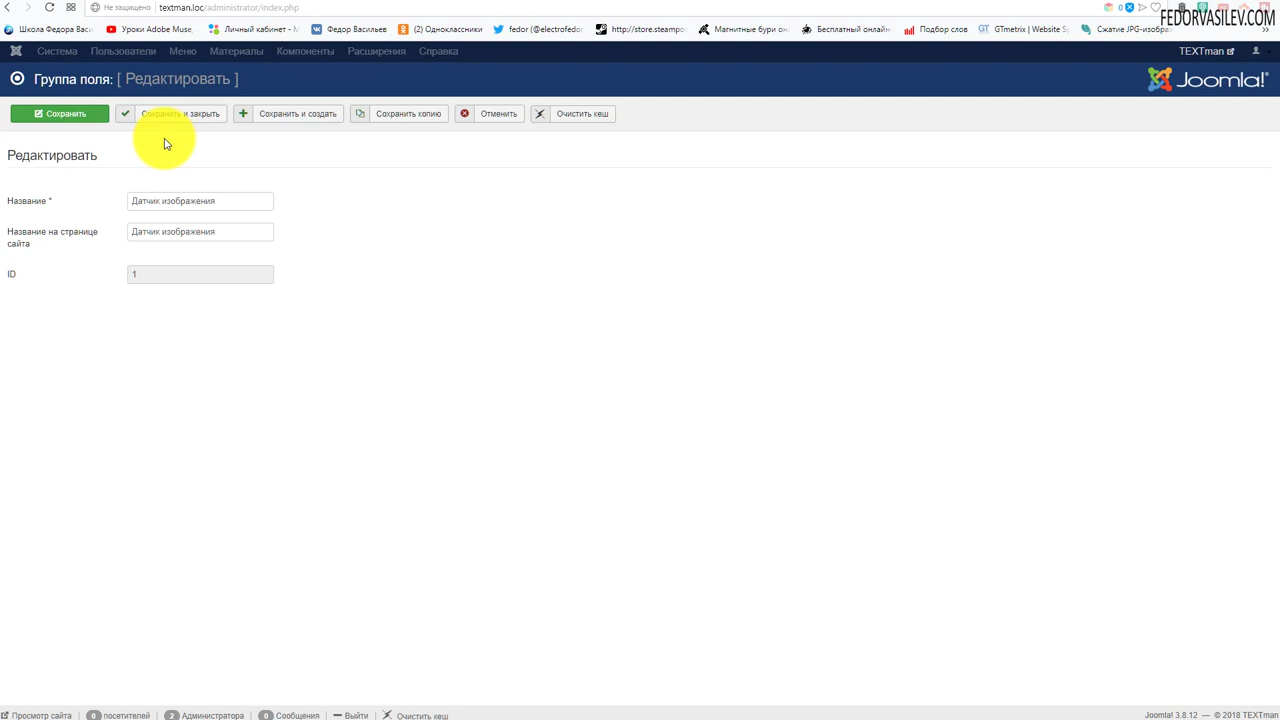 Не защищено textman.loc/administrator/index.php
0
FEDORVASILEV.COM
Школа Федора Васи. Уроки Adobe Muse, Личный кабинет - М Федор Васильев (2) Одноклассники fedor (@electrofedor http://store.steampo Магнитные бури он Бесплатный онлайн Подбор слов GTmetrix | Website S Сжатие JPG-изобра »
Система Пользователи Меню Материалы Компоненты Расширения Справка TEXTman
Группа поля: [ Редактировать ] Joomla!
Сохранить Сохранить и закрыть Сохранить и создать Сохранить копию Отменить Очистить кеш
Редактировать
Название * Датчик изображения
Название на странице Датчик изображения
сайта
ID 1
Просмотр сайта 0 посетителей 2 Администратора 0 Сообщения Выйти Очистить кеш Joomla! 3.8.12 — © 2018 TEXTman